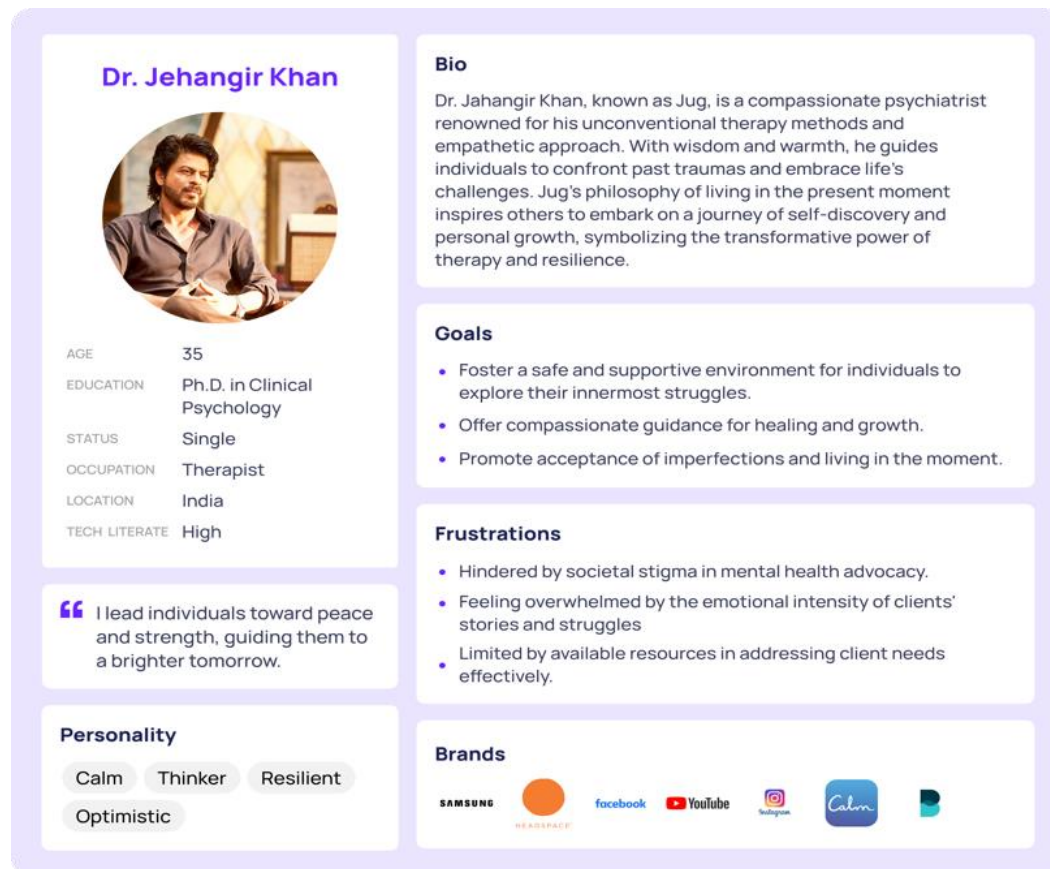 Dr. Jehangir Khan
AGE 35
EDUCATION Ph.D. in Clinical
Psychology
STATUS Single
OCCUPATION Therapist
LOCATION India
TECH LITERATE High
I lead individuals toward peace
and strength, guiding them to
a brighter tomorrow.
Personality
Calm Thinker Resilient
Optimistic
Bio
Dr. Jahangir Khan, known as Jug, is a compassionate psychiatrist
renowned for his unconventional therapy methods and
empathetic approach. With wisdom and warmth, he guides
individuals to confront past traumas and embrace life's
challenges. Jug's philosophy of living in the present moment
inspires others to embark on a journey of self-discovery and
personal growth, symbolizing the transformative power of
therapy and resilience.
Goals
• Foster a safe and supportive environment for individuals to
explore their innermost struggles.
• Offer compassionate guidance for healing and growth.
• Promote acceptance of imperfections and living in the moment.
Frustrations
• Hindered by societal stigma in mental health advocacy.
• Feeling overwhelmed by the emotional intensity of clients'
stories and struggles
• Limited by available resources in addressing client needs
effectively.
Brands
SAMSUNG HEADSPACE facebook YouTube Instagram Calm B